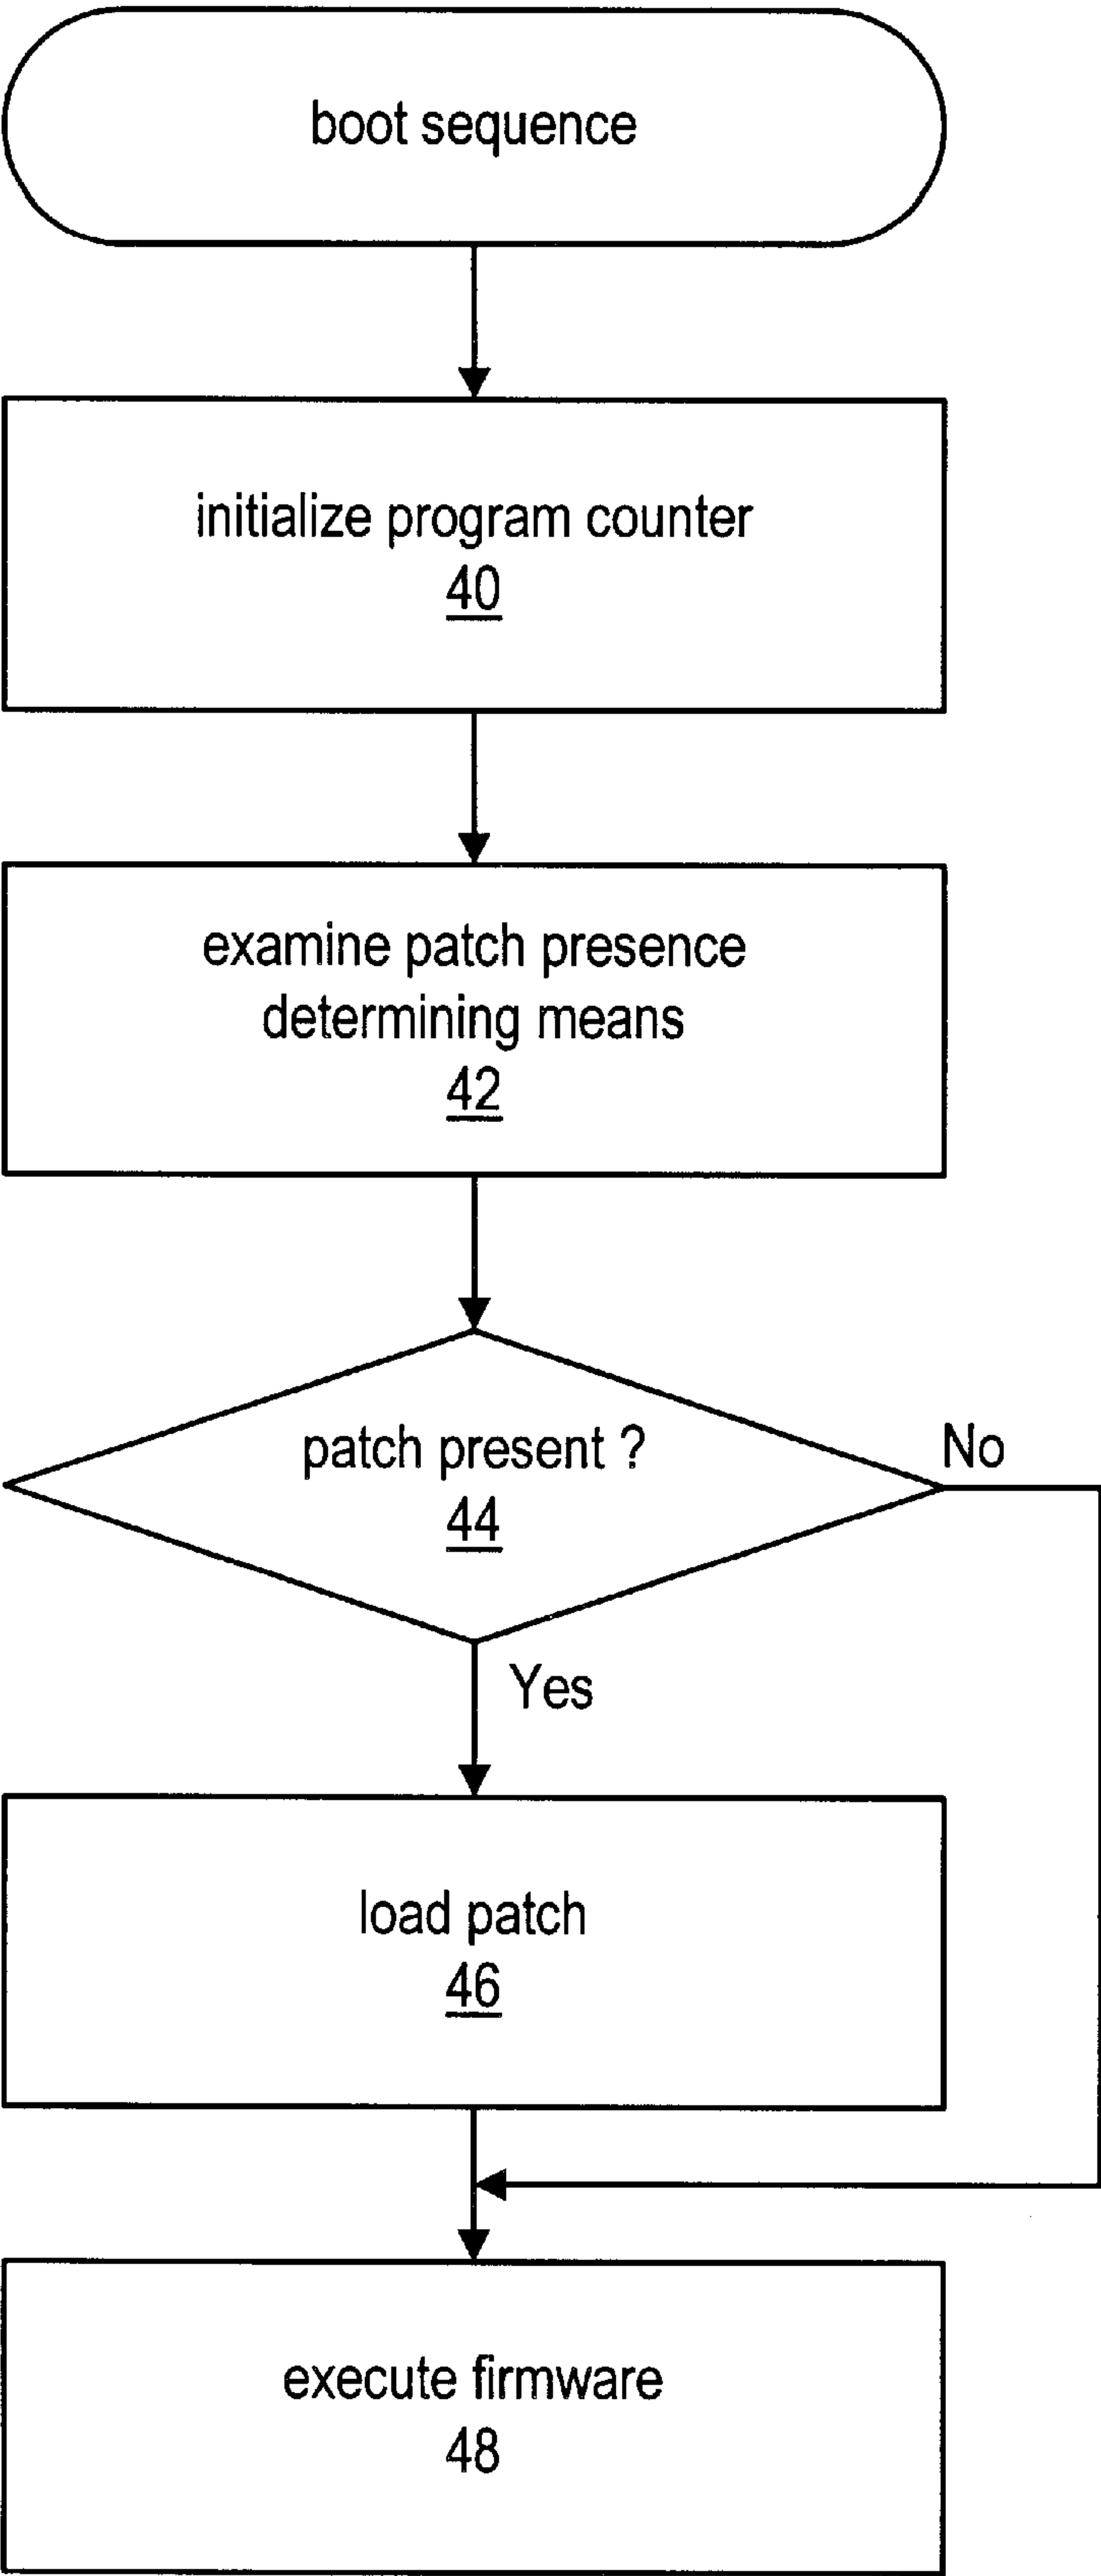 boot sequence
initialize program counter
40
examine patch presence
determining means
42
patch present ?
44
No
Yes
load patch
46
execute firmware
48